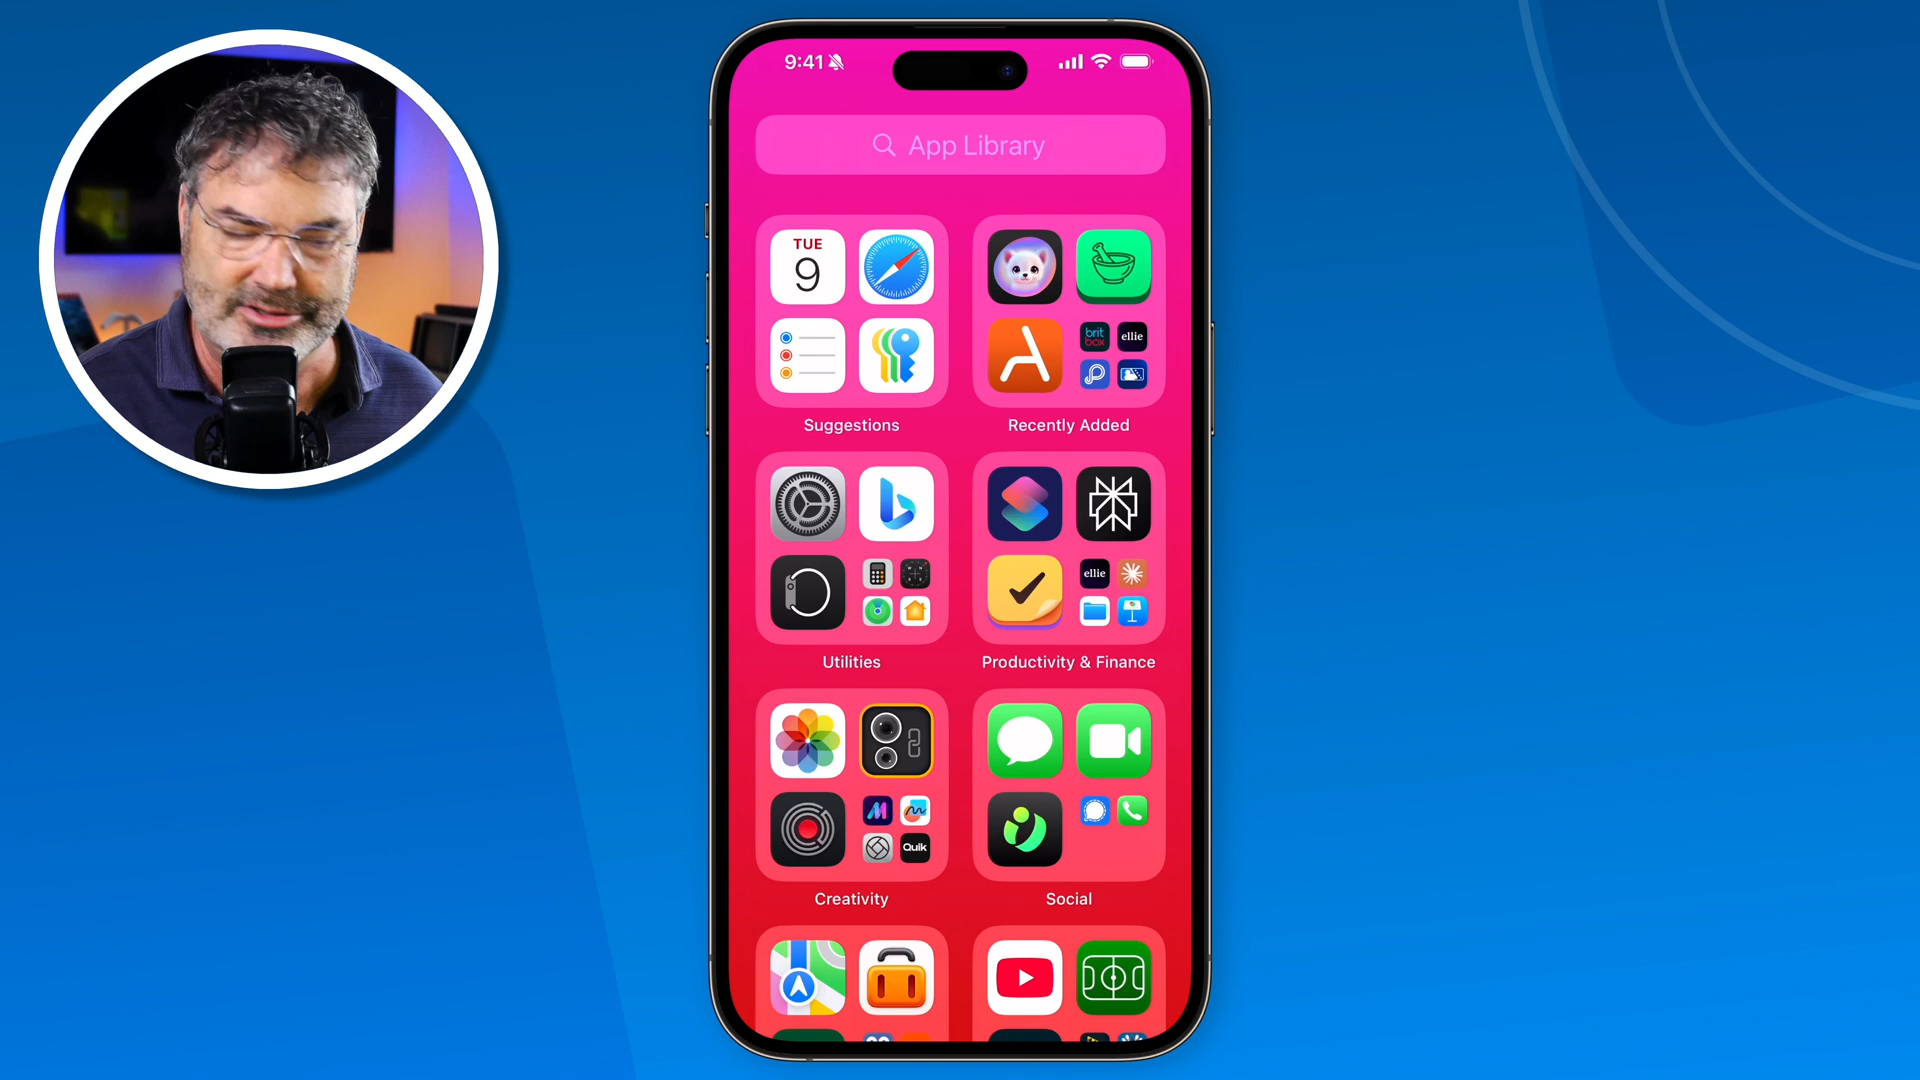 9:41
App Library
TUE
9
brit
box
ellie
Suggestions
Recently Added
ellie
Utilities
Productivity & Finance
Quik
Creativity
Social